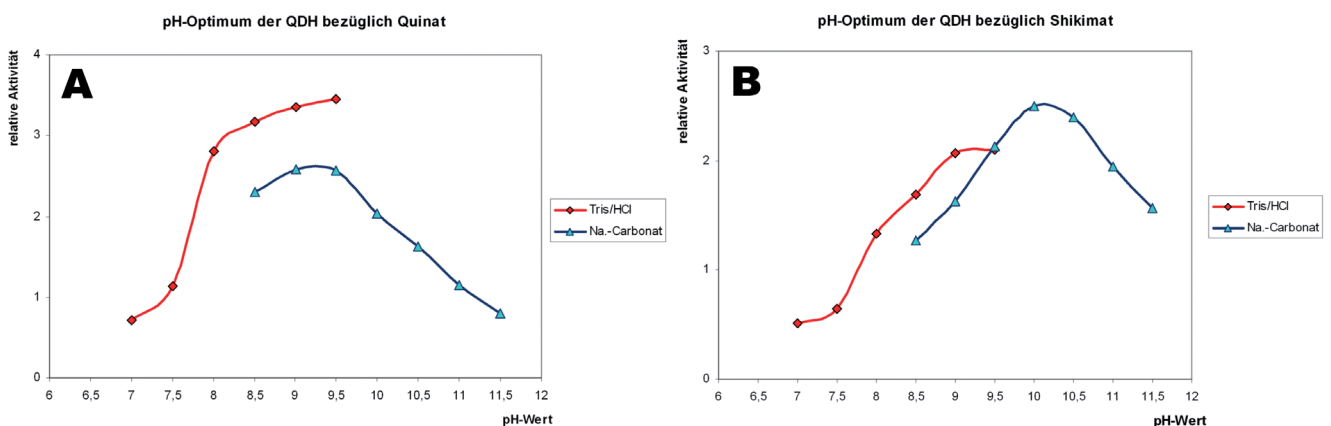 pH-Optimum der QDH bezüglich Quinat
A
relative Aktivität
4
3
2
1
0
6 6,5 7 7,5 8 8,5 9 9,5 10 10,5 11 11,5 12
pH-Wert
Tris/HCl
Na.-Carbonat
pH-Optimum der QDH bezüglich Shikimat
B
relative Aktivität
3
2
1
0
6 6,5 7 7,5 8 8,5 9 9,5 10 10,5 11 11,5 12
pH-Wert
Tris/HCl
Na.-Carbonat